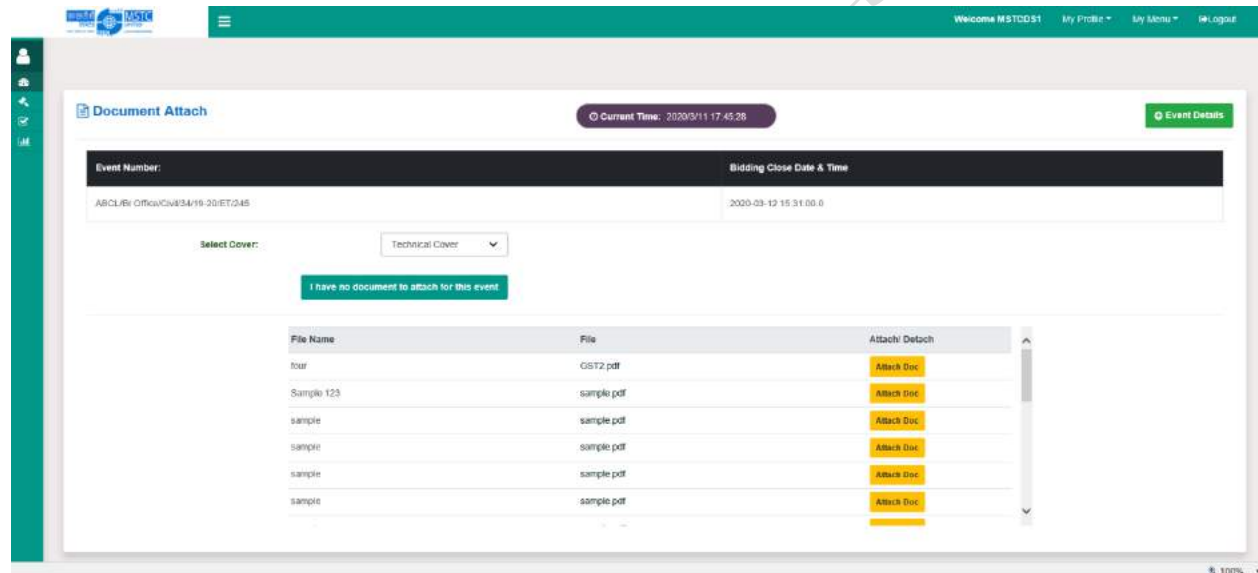 MSTC
Welcome MSTCDS1 My Profile My Menu Logout
Document Attach
Current Time: 2020/3/11 17:45:28
Event Details
Event Number: Bidding Close Date & Time
ABCL/Br Office/Civil/34/19-20/ET/245 2020-03-12 15:31:00.0
Select Cover: Technical Cover
I have no document to attach for this event
File Name File Attach/ Detach
four GST2.pdf Attach Doc
Sample 123 sample.pdf Attach Doc
sample sample.pdf Attach Doc
sample sample.pdf Attach Doc
sample sample.pdf Attach Doc
sample sample.pdf Attach Doc
100%